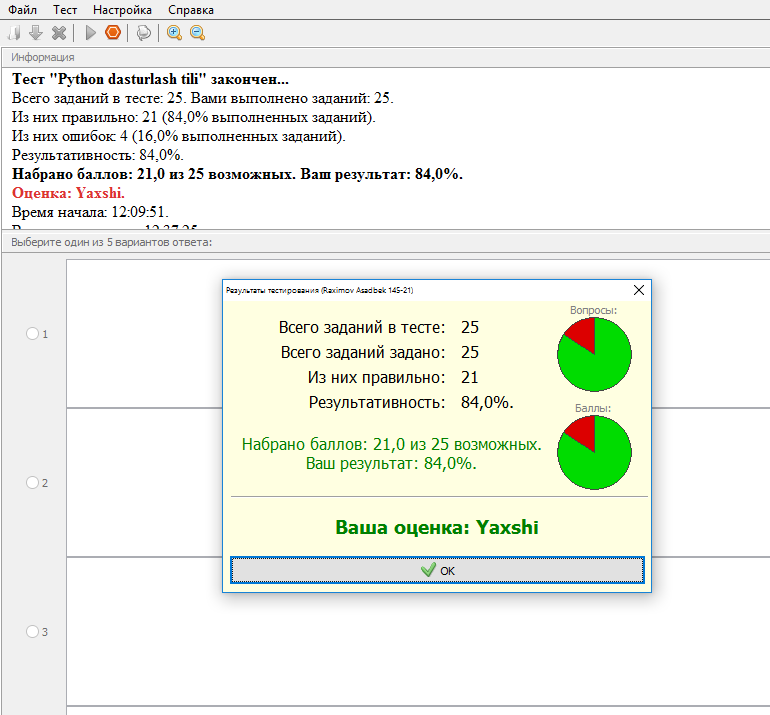 Файл Тест Настройка Справка
Информация
Тест "Python dasturlash tili" закончен...
Всего заданий в тесте: 25. Вами выполнено заданий: 25.
Из них правильно: 21 (84,0% выполненных заданий).
Из них ошибок: 4 (16,0% выполненных заданий).
Результативность: 84,0%.
Набрано баллов: 21,0 из 25 возможных. Ваш результат: 84,0%.
Оценка: Yaxshi.
Время начала: 12:09:51.
Выберите один из 5 вариантов ответа:
1
2
3
Результаты тестирования (Raximov Asadbek 145-21)
Вопросы:
Всего заданий в тесте: 25
Всего заданий задано: 25
Из них правильно: 21
Результативность: 84,0%.
Баллы:
Набрано баллов: 21,0 из 25 возможных.
Ваш результат: 84,0%.
Ваша оценка: Yaxshi
OK